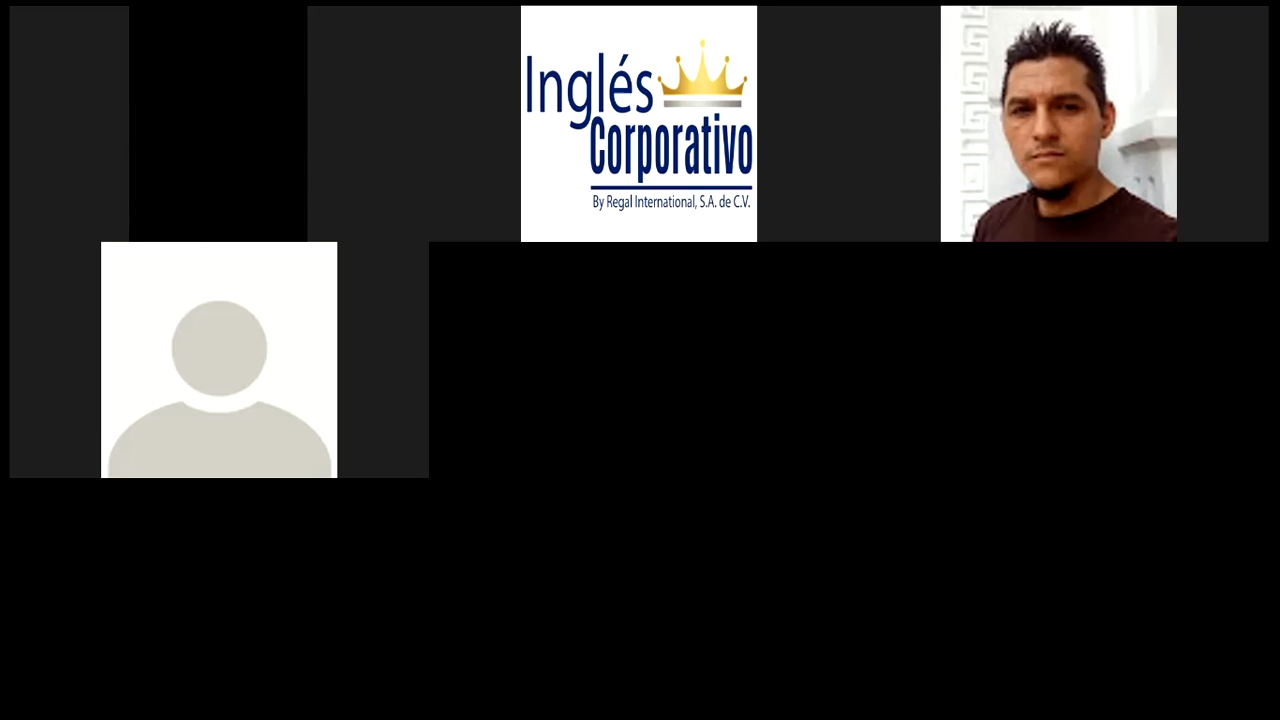 Inglés
Corporativo
By Regal International, S.A. de C.V.